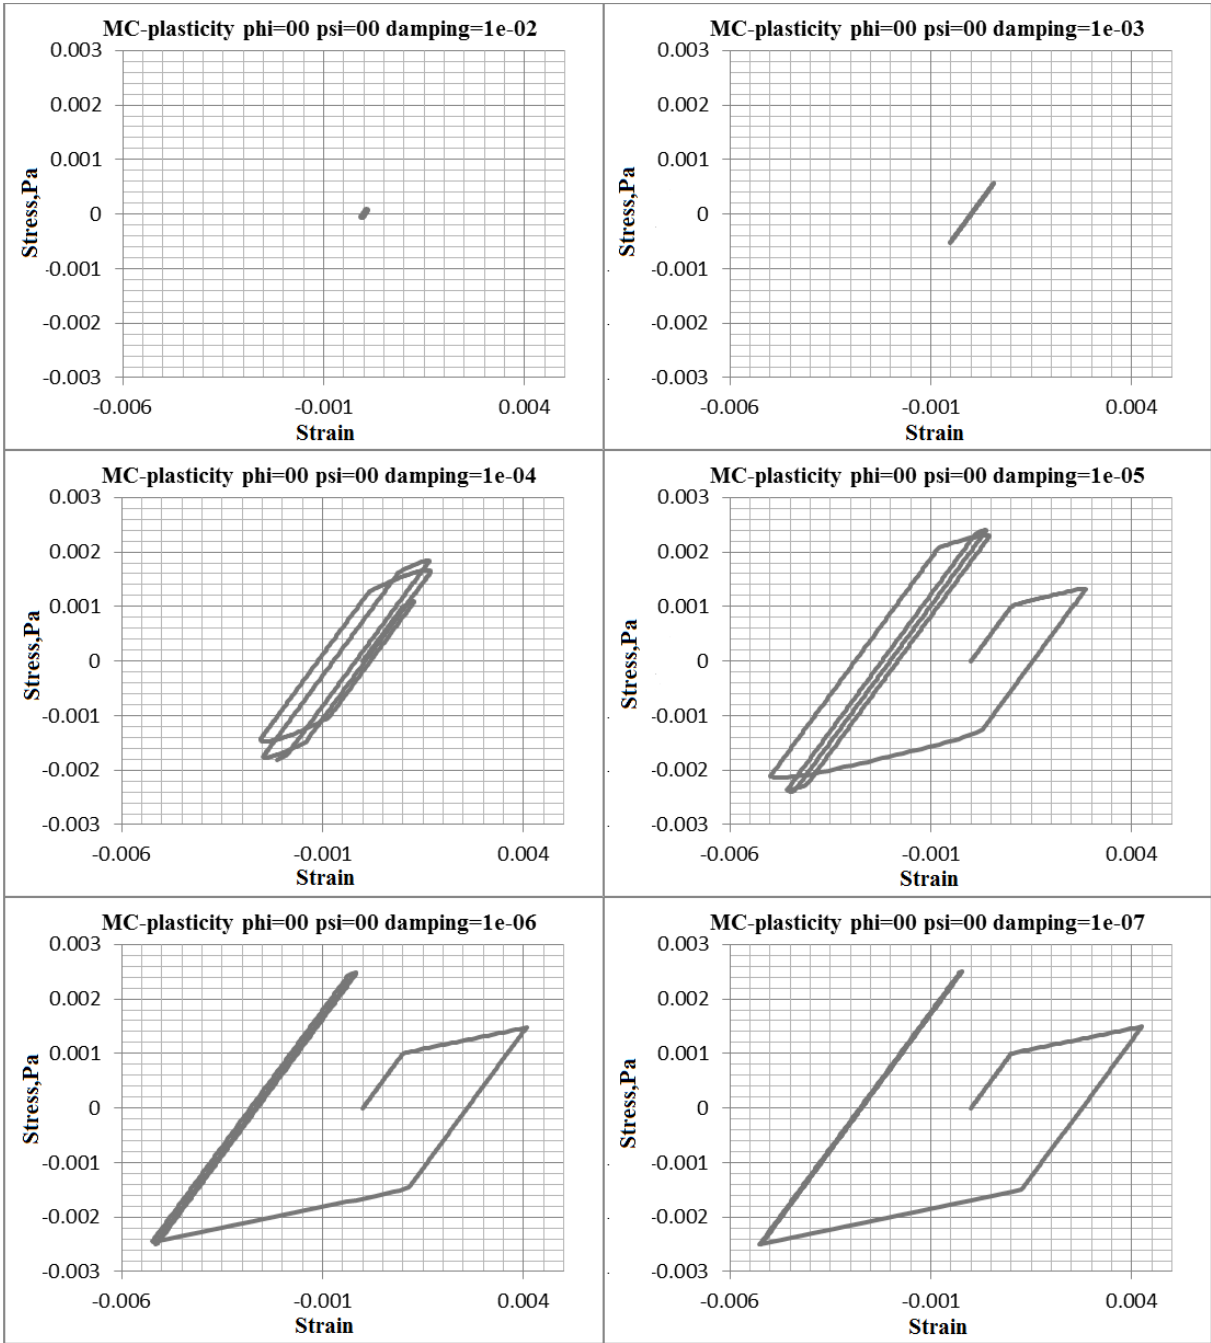 MC-plasticity phi=00 psi=00 damping=1e-02
0.003
0.002
0.001
0
-0.001
-0.002
-0.003
Stress,Pa
-0.006 -0.001 0.004
Strain
MC-plasticity phi=00 psi=00 damping=1e-03
0.003
0.002
0.001
0
-0.001
-0.002
-0.003
Stress,Pa
-0.006 -0.001 0.004
Strain
MC-plasticity phi=00 psi=00 damping=1e-04
0.003
0.002
0.001
0
-0.001
-0.002
-0.003
Stress,Pa
-0.006 -0.001 0.004
Strain
MC-plasticity phi=00 psi=00 damping=1e-05
0.003
0.002
0.001
0
-0.001
-0.002
-0.003
Stress,Pa
-0.006 -0.001 0.004
Strain
MC-plasticity phi=00 psi=00 damping=1e-06
0.003
0.002
0.001
0
-0.001
-0.002
-0.003
Stress,Pa
-0.006 -0.001 0.004
Strain
MC-plasticity phi=00 psi=00 damping=1e-07
0.003
0.002
0.001
0
-0.001
-0.002
-0.003
Stress,Pa
-0.006 -0.001 0.004
Strain